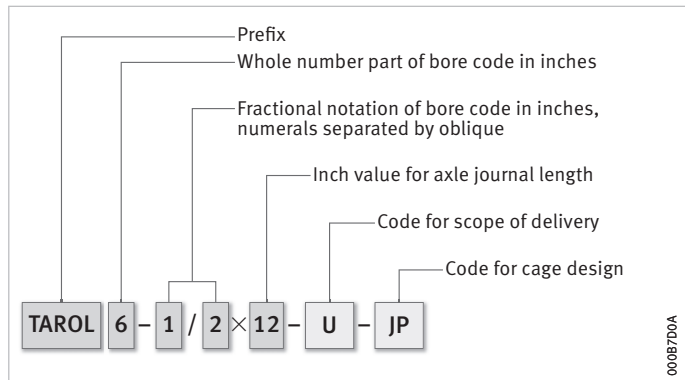 Prefix
Whole number part of bore code in inches
Fractional notation of bore code in inches,
numerals separated by oblique
Inch value for axle journal length
Code for scope of delivery
Code for cage design
TAROL 6 – 1 / 2 × 12 – U – JP
000B7D0A